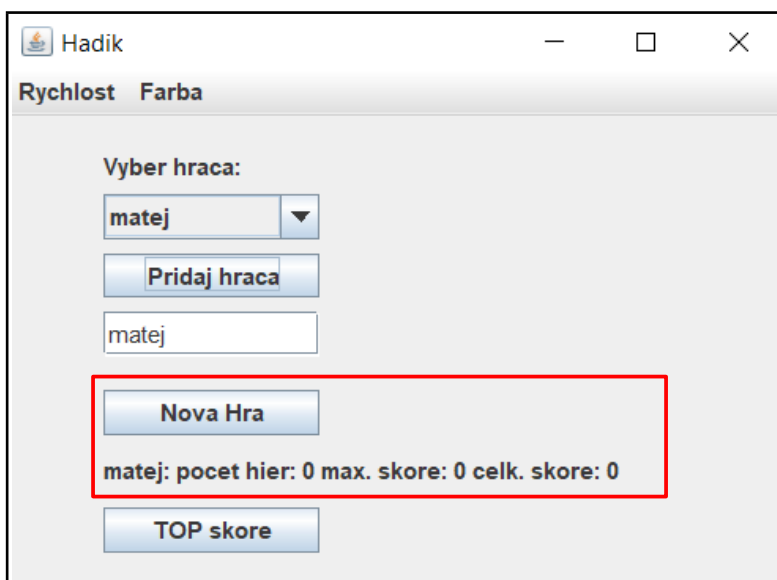 Hadik
Rychlost Farba
Vyber hraca:
matej
Pridaj hraca
matej
Nova Hra
matej: pocet hier: 0 max. skore: 0 celk. skore: 0
TOP skore